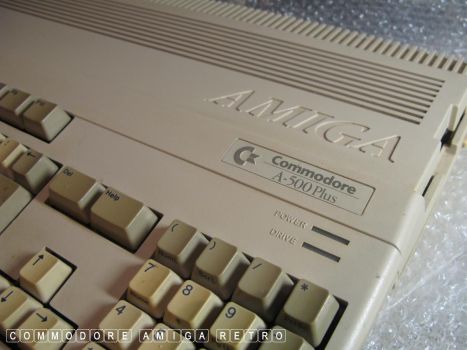 AMIGA
Commodore
A-500 Plus
POWER
DRIVE
Del
Help
( ) / *
7 8 9
4
COMMODORE AMIGA RETRO